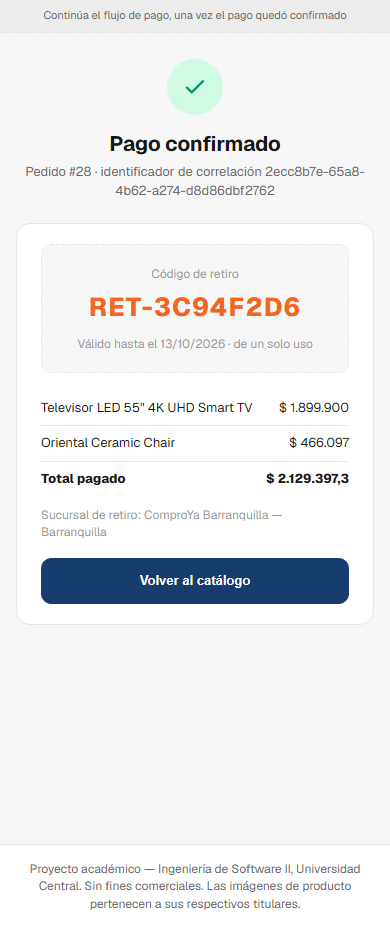 Continúa el flujo de pago, una vez el pago quedó confirmado
Pago confirmado
Pedido #28 · identificador de correlación 2ecc8b7e-65a8-
4b62-a274-d8d86dbf2762
Código de retiro
RET-3C94F2D6
Válido hasta el 13/10/2026 · de un solo uso
Televisor LED 55" 4K UHD Smart TV $ 1.899.900
Oriental Ceramic Chair $ 466.097
Total pagado $ 2.129.397,3
Sucursal de retiro: ComproYa Barranquilla —
Barranquilla
Volver al catálogo
Proyecto académico — Ingeniería de Software II, Universidad
Central. Sin fines comerciales. Las imágenes de producto
pertenecen a sus respectivos titulares.